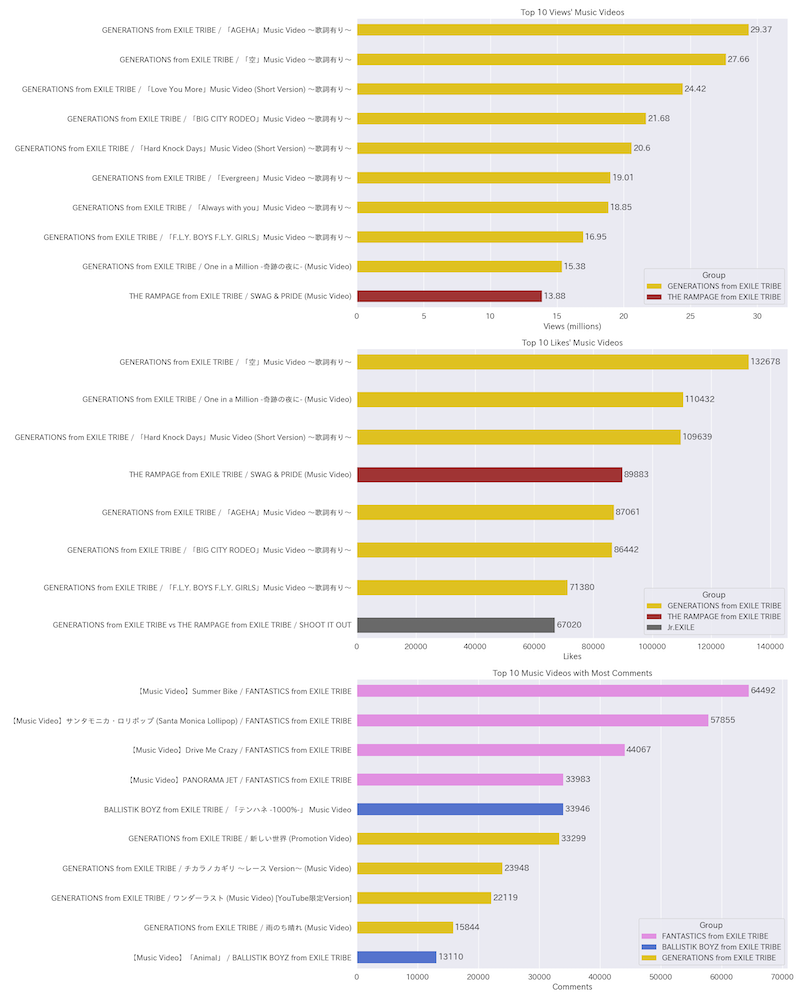 Top 10 Views' Music Videos
GENERATIONS from EXILE TRIBE / 「AGEHA」Music Video ～歌詞有り～ 29.37
GENERATIONS from EXILE TRIBE / 「空」Music Video ～歌詞有り～ 27.66
GENERATIONS from EXILE TRIBE / 「Love You More」Music Video (Short Version) ～歌詞有り～ 24.42
GENERATIONS from EXILE TRIBE / 「BIG CITY RODEO」Music Video ～歌詞有り～ 21.68
GENERATIONS from EXILE TRIBE / 「Hard Knock Days」Music Video (Short Version) ～歌詞有り～ 20.6
GENERATIONS from EXILE TRIBE / 「Evergreen」Music Video ～歌詞有り～ 19.01
GENERATIONS from EXILE TRIBE / 「Always with you」Music Video ～歌詞有り～ 18.85
GENERATIONS from EXILE TRIBE / 「F.L.Y. BOYS F.L.Y. GIRLS」Music Video ～歌詞有り～ 16.95
GENERATIONS from EXILE TRIBE / One in a Million -奇跡の夜に- (Music Video) 15.38
THE RAMPAGE from EXILE TRIBE / SWAG & PRIDE (Music Video) 13.88
Group
GENERATIONS from EXILE TRIBE
THE RAMPAGE from EXILE TRIBE
0 5 10 15 20 25 30
Views (millions)
Top 10 Likes' Music Videos
GENERATIONS from EXILE TRIBE / 「空」Music Video ～歌詞有り～ 132678
GENERATIONS from EXILE TRIBE / One in a Million -奇跡の夜に- (Music Video) 110432
GENERATIONS from EXILE TRIBE / 「Hard Knock Days」Music Video (Short Version) ～歌詞有り～ 109639
THE RAMPAGE from EXILE TRIBE / SWAG & PRIDE (Music Video) 89883
GENERATIONS from EXILE TRIBE / 「AGEHA」Music Video ～歌詞有り～ 87061
GENERATIONS from EXILE TRIBE / 「BIG CITY RODEO」Music Video ～歌詞有り～ 86442
GENERATIONS from EXILE TRIBE / 「F.L.Y. BOYS F.L.Y. GIRLS」Music Video ～歌詞有り～ 71380
GENERATIONS from EXILE TRIBE vs THE RAMPAGE from EXILE TRIBE / SHOOT IT OUT 67020
Group
GENERATIONS from EXILE TRIBE
THE RAMPAGE from EXILE TRIBE
Jr.EXILE
0 20000 40000 60000 80000 100000 120000 140000
Likes
Top 10 Music Videos with Most Comments
【Music Video】Summer Bike / FANTASTICS from EXILE TRIBE 64492
【Music Video】サンタモニカ・ロリポップ (Santa Monica Lollipop) / FANTASTICS from EXILE TRIBE 57855
【Music Video】Drive Me Crazy / FANTASTICS from EXILE TRIBE 44067
【Music Video】PANORAMA JET / FANTASTICS from EXILE TRIBE 33983
BALLISTIK BOYZ from EXILE TRIBE / 「テンハネ -1000%-」 Music Video 33946
GENERATIONS from EXILE TRIBE / 新しい世界 (Promotion Video) 33299
GENERATIONS from EXILE TRIBE / チカラノカギリ ～レース Version～ (Music Video) 23948
GENERATIONS from EXILE TRIBE / ワンダーラスト (Music Video) [YouTube限定Version] 22119
GENERATIONS from EXILE TRIBE / 雨のち晴れ (Music Video) 15844
【Music Video】「Animal」 / BALLISTIK BOYZ from EXILE TRIBE 13110
Group
FANTASTICS from EXILE TRIBE
BALLISTIK BOYZ from EXILE TRIBE
GENERATIONS from EXILE TRIBE
0 10000 20000 30000 40000 50000 60000 70000
Comments